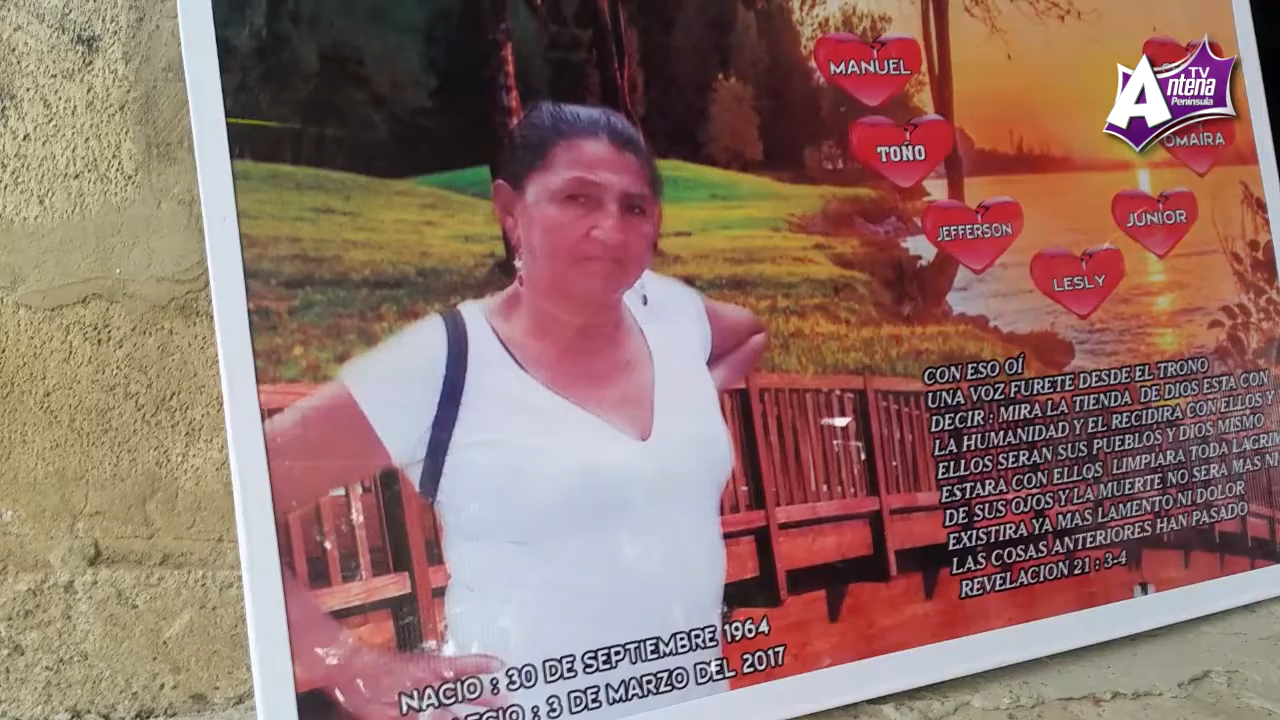 MANUEL
TOÑO
JEFFERSON
LESLY
JUNIOR
OMAIRA
Antena
TV
Península
CON ESO OÍ
UNA VOZ FURETE DESDE EL TRONO
DECIR : MIRA LA TIENDA DE DIOS ESTA CON
LA HUMANIDAD Y EL RECIDIRA CON ELLOS Y
ELLOS SERAN SUS PUEBLOS Y DIOS MISMO
ESTARA CON ELLOS LIMPIARA TODA LAGRIM
DE SUS OJOS Y LA MUERTE NO SERA MAS NI
EXISTIRA YA MAS LAMENTO NI DOLOR
LAS COSAS ANTERIORES HAN PASADO
REVELACION 21 : 3-4
NACIO : 30 DE SEPTIEMBRE 1964
: 3 DE MARZO DEL 2017